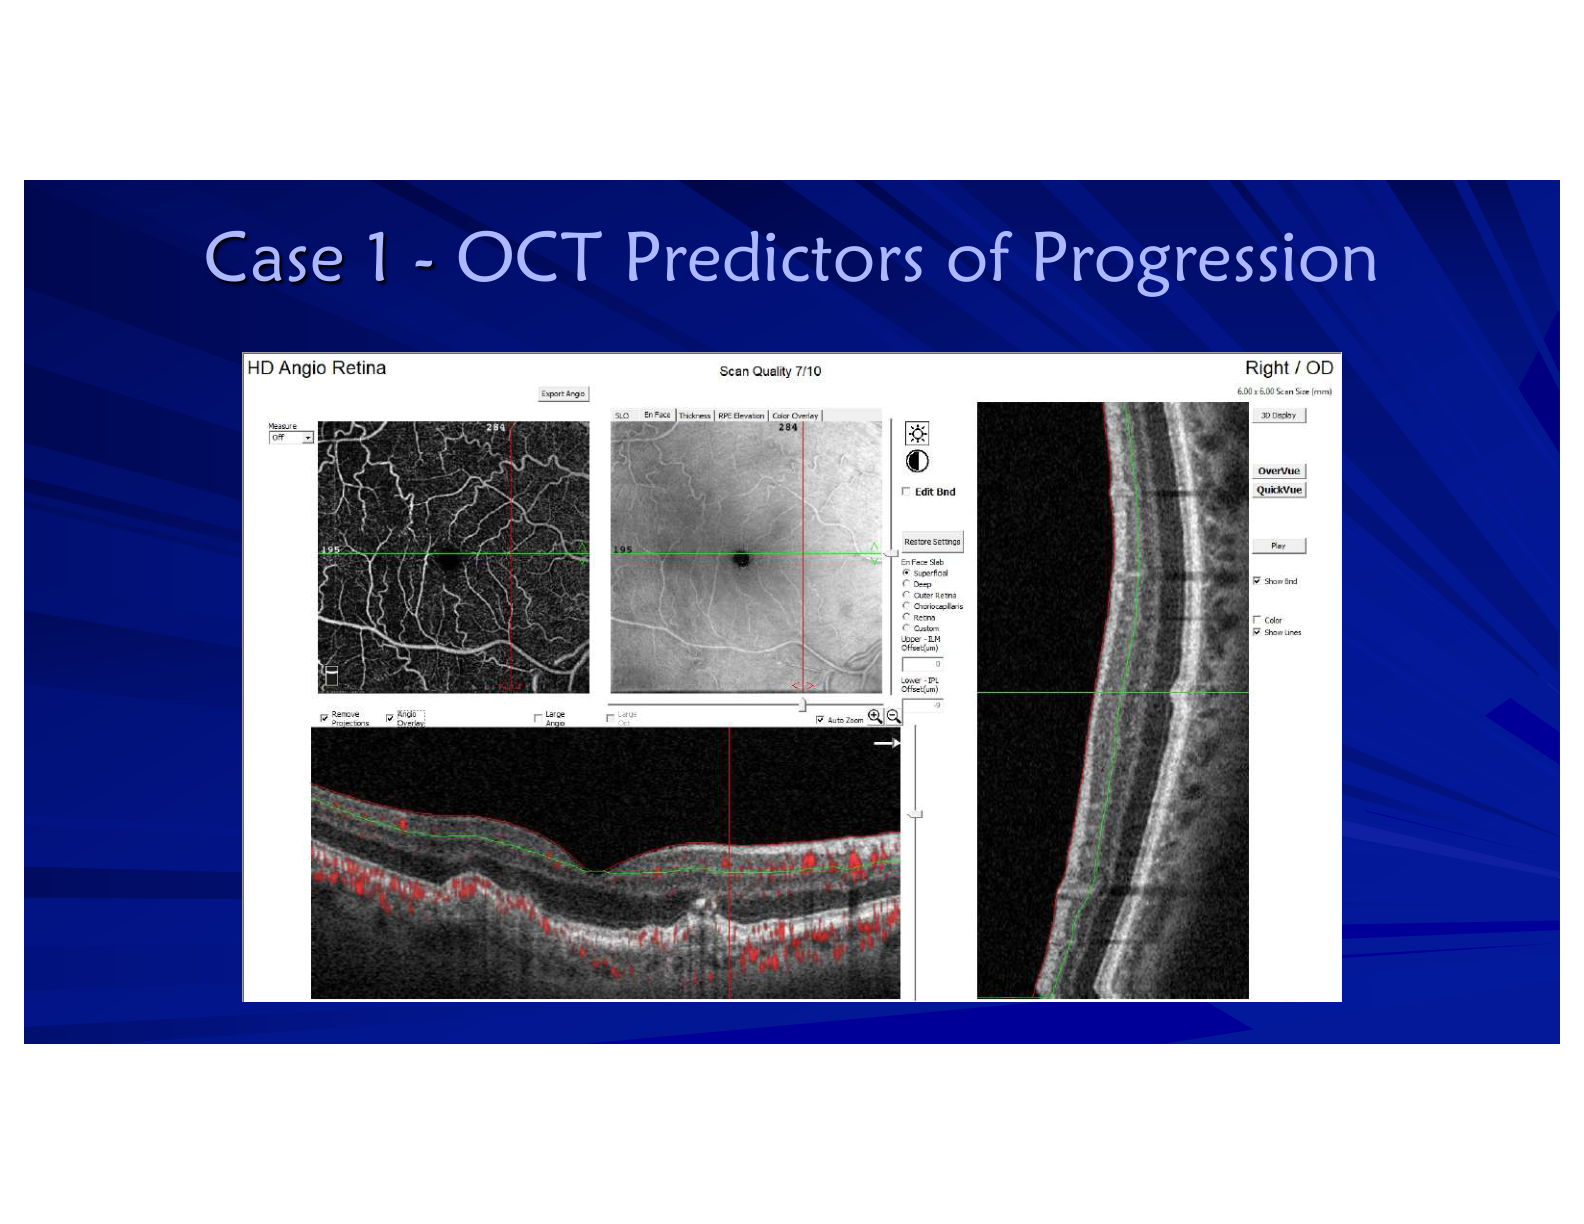 Case 1 - OCT Predictors of Progression
HD Angio Retina
Scan Quality 7/10
Right / OD
6.00 x 6.00 Scan Size (mm)
Export Angio
Measure
Off
SLO
En Face
Thickness
RPE Elevation
Color Overlay
284
195
284
195
Edit Bnd
Restore Settings
En Face Slab
Superficial
Deep
Outer Retina
Choriocapillaris
Retina
Custom
Upper - ILM
Offset(um)
0
Lower - IPL
Offset(um)
-9
3D Display
OverVue
QuickVue
Play
Show Bnd
Color
Show Lines
Remove
Projections
Angio
Overlay
Large
Angio
Large
Oct
Auto Zoom